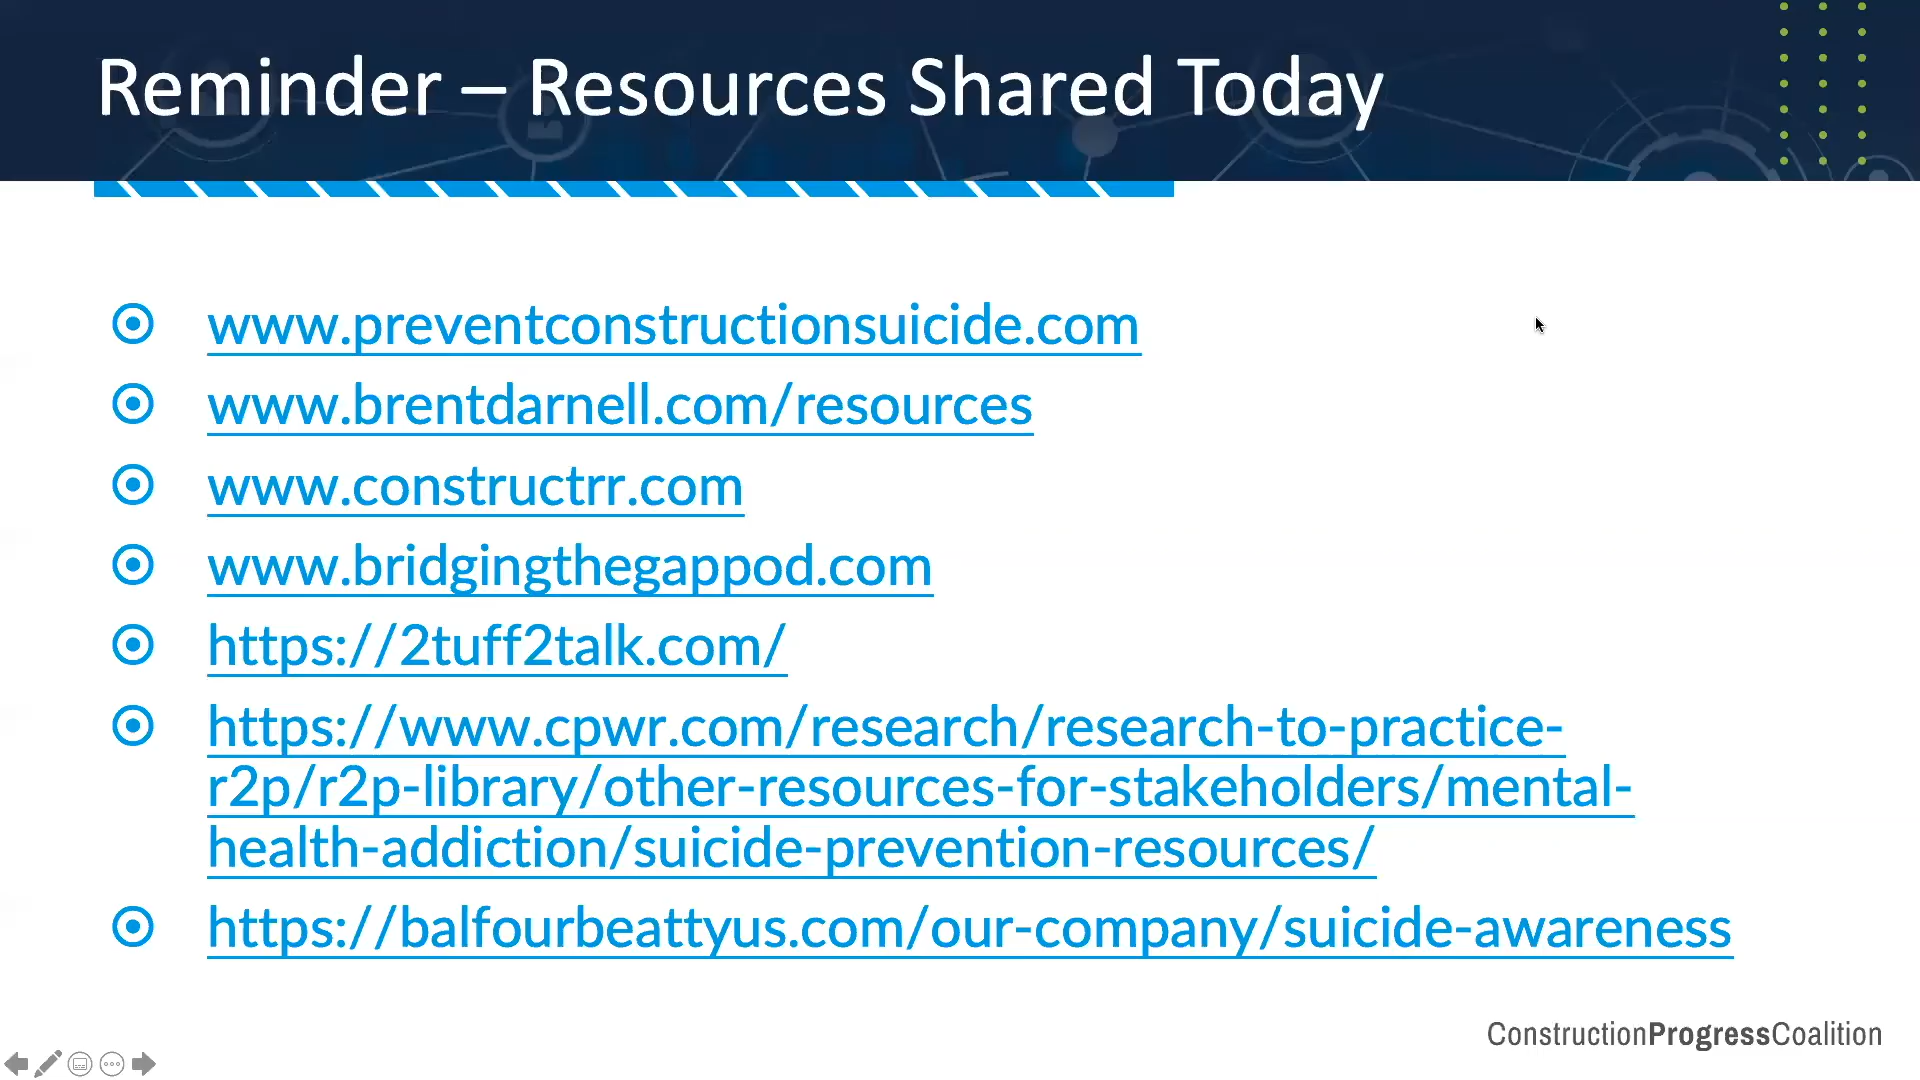 Reminder – Resources Shared Today
www.preventconstructionsuicide.com
www.brentdarnell.com/resources
www.constructrr.com
www.bridgingthegappod.com
https://2tuff2talk.com/
https://www.cpwr.com/research/research-to-practice-
r2p/r2p-library/other-resources-for-stakeholders/mental-
health-addiction/suicide-prevention-resources/
https://balfourbeattyus.com/our-company/suicide-awareness
ConstructionProgressCoalition